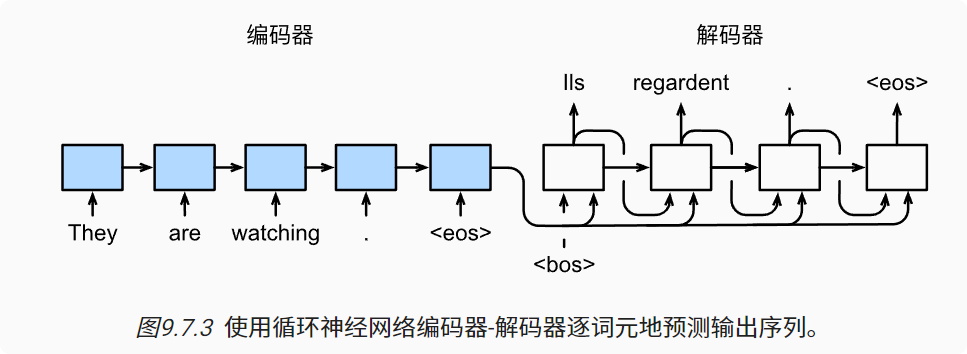 编码器 解码器
Ils regardent . <eos>
They are watching . <eos>
<bos>
图9.7.3 使用循环神经网络编码器-解码器逐词元地预测输出序列。